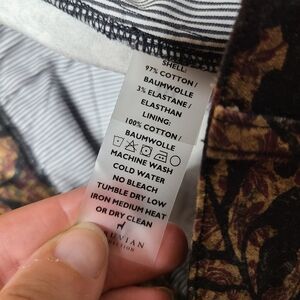 SHELL:
97% COTTON /
BAUMWOLLE
3% ELASTANE /
ELASTHAN
LINING:
100% COTTON /
BAUMWOLLE
MACHINE WASH
COLD WATER
NO BLEACH
TUMBLE DRY LOW
IRON MEDIUM HEAT
OR DRY CLEAN